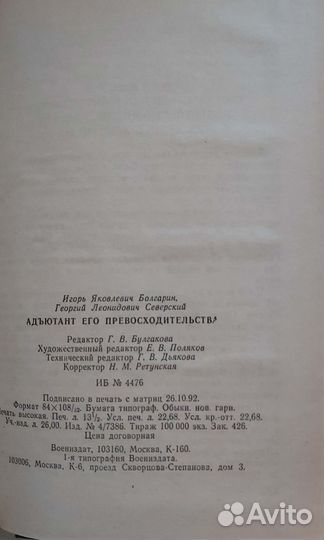 Игорь Яковлевич Болгарин,
Георгий Леонидович Северский
АДЪЮТАНТ ЕГО ПРЕВОСХОДИТЕЛЬСТВА
Редактор Г. В. Булгакова
Художественный редактор Е. В. Поляков
Технический редактор Г. В. Дьякова
Корректор Н. М. Ретунская
ИБ № 4476
Подписано в печать с матриц 26.10.92.
Формат 84×108/32. Бумага типограф. Обыкн. нов. гарн.
Печать высокая. Печ. л. 13½. Усл. печ. л. 22,68. Усл. кр.-отт. 22,68.
Уч.-изд. л. 26,00. Изд. № 4/7386. Тираж 100 000 экз. Зак. 426.
Цена договорная
Воениздат, 103160, Москва, К-160.
1-я типография Воениздата.
103006, Москва, К-6, проезд Скворцова-Степанова, дом 3.
Avito